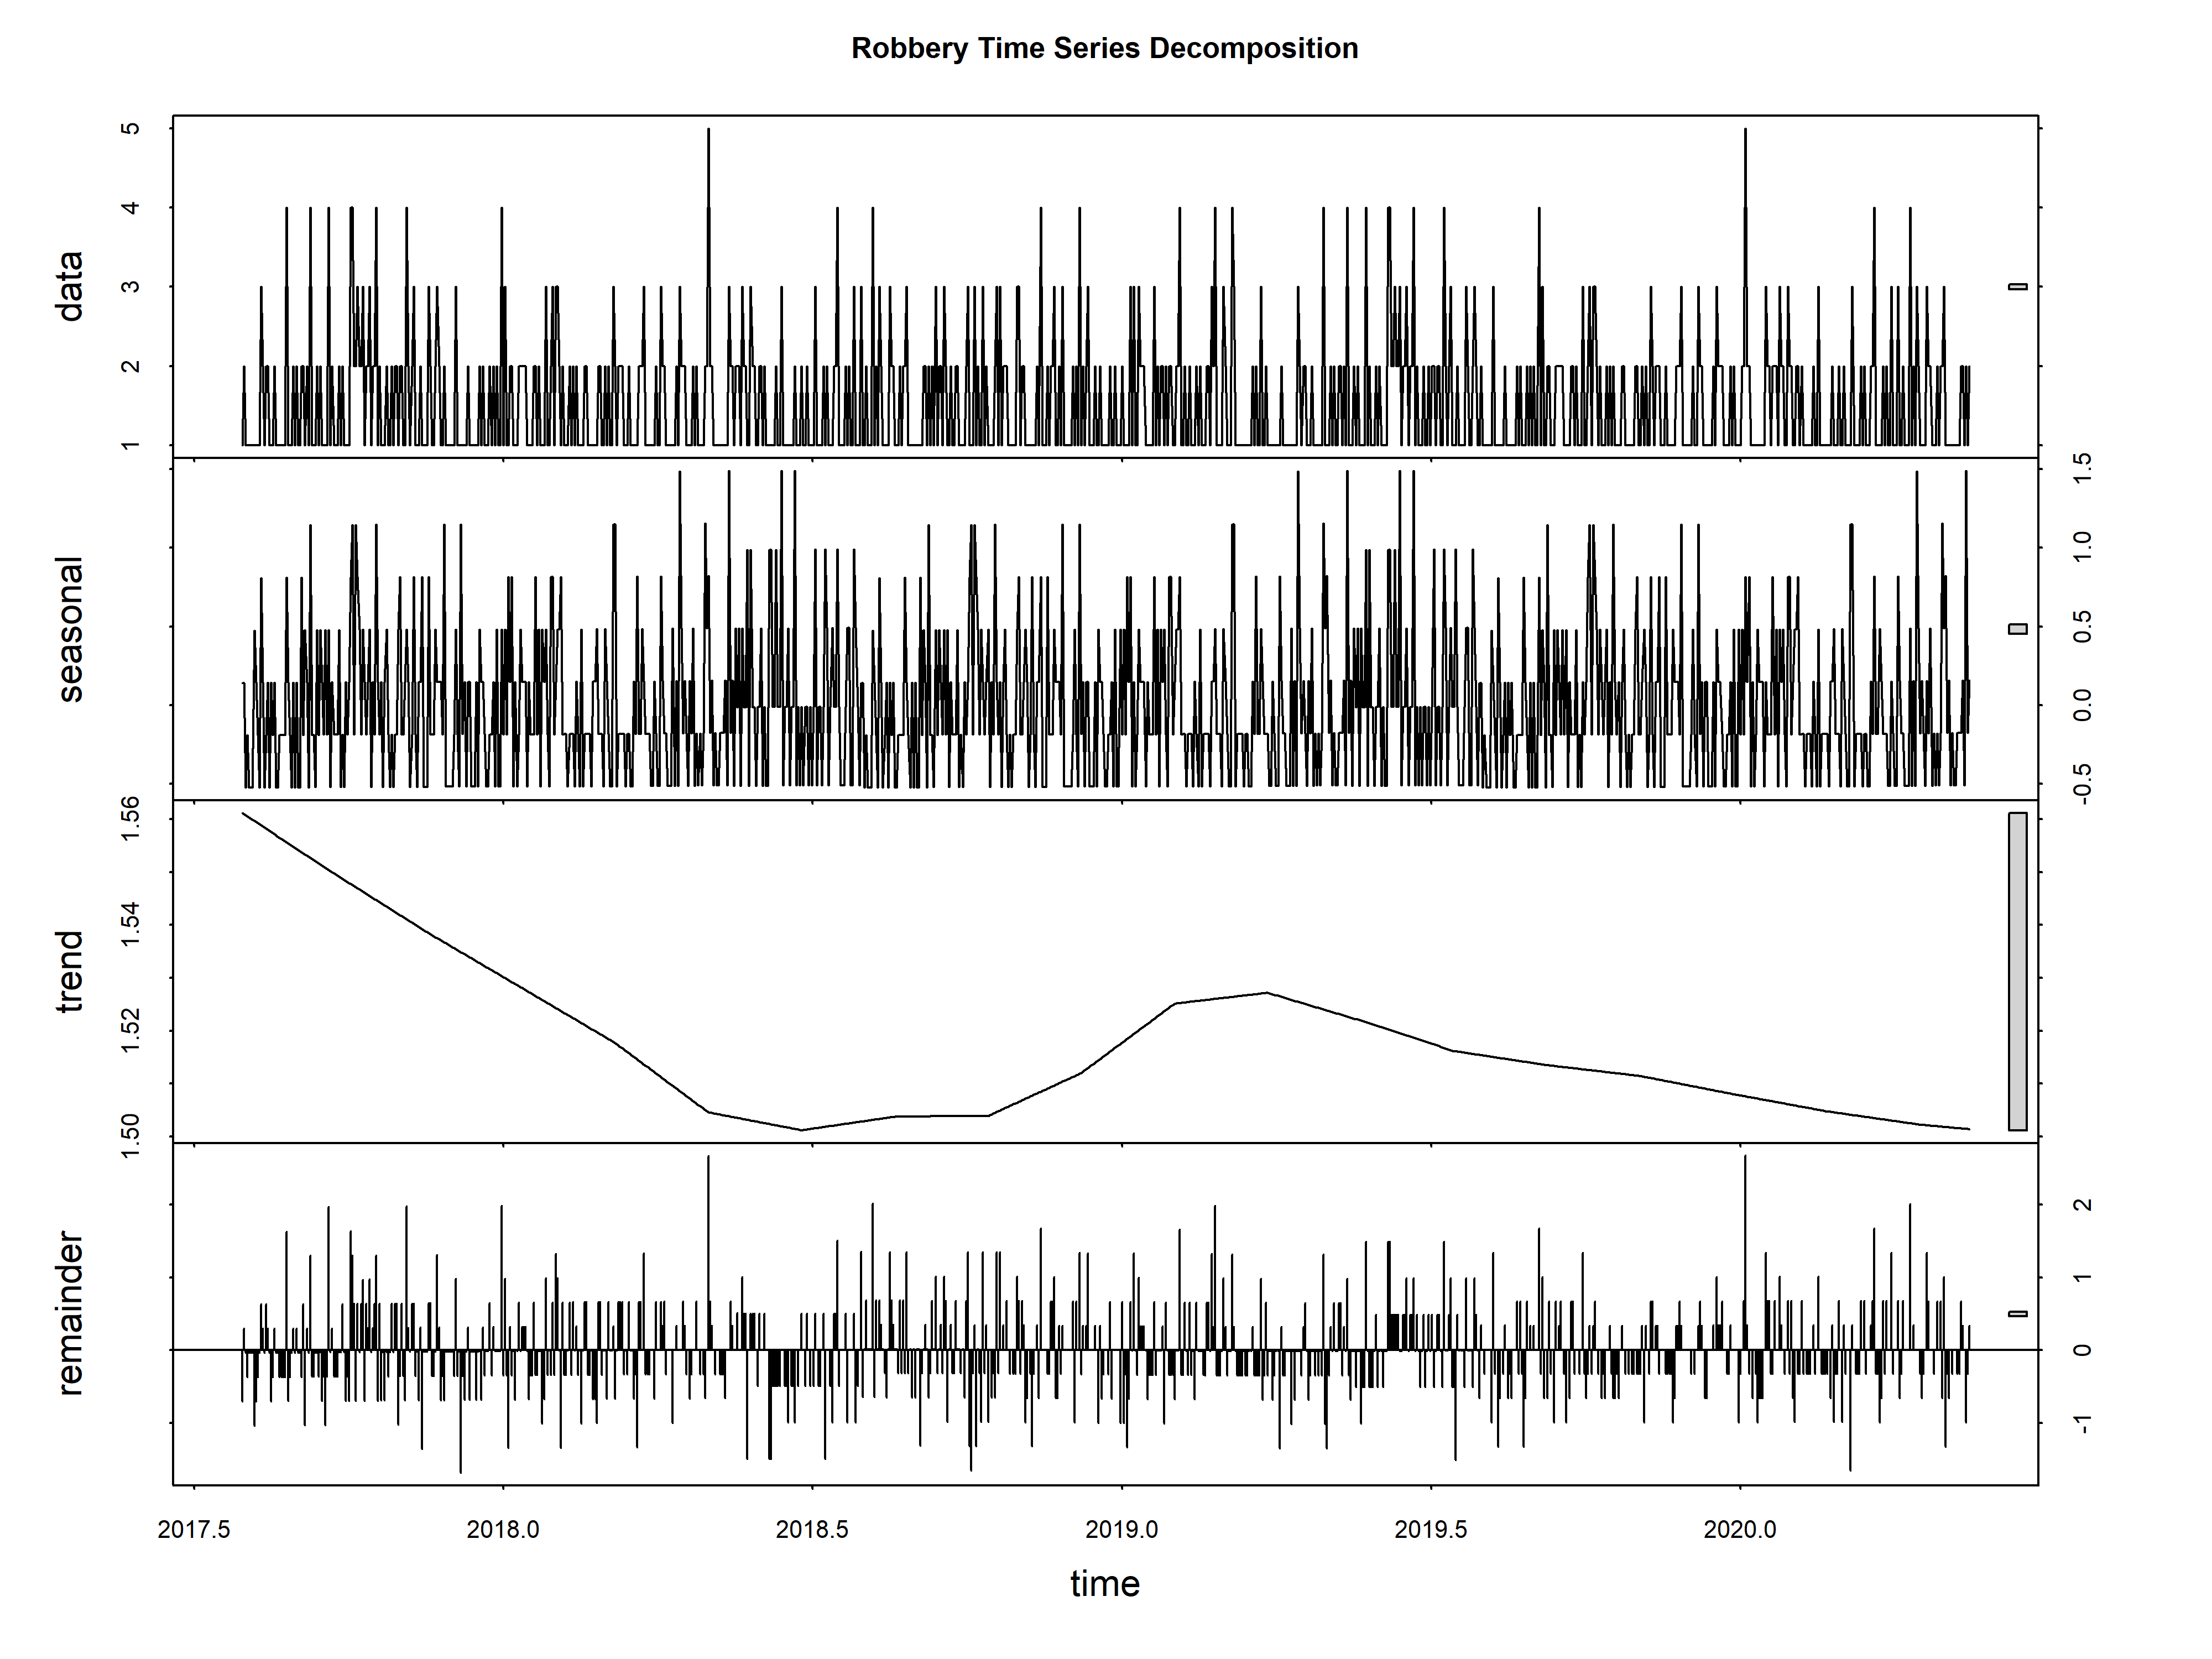 Robbery Time Series Decomposition
data
1 2 3 4 5
seasonal
-0.5 0.0 0.5 1.0 1.5
trend
1.50 1.52 1.54 1.56
remainder
-1 0 1 2
2017.5 2018.0 2018.5 2019.0 2019.5 2020.0
time